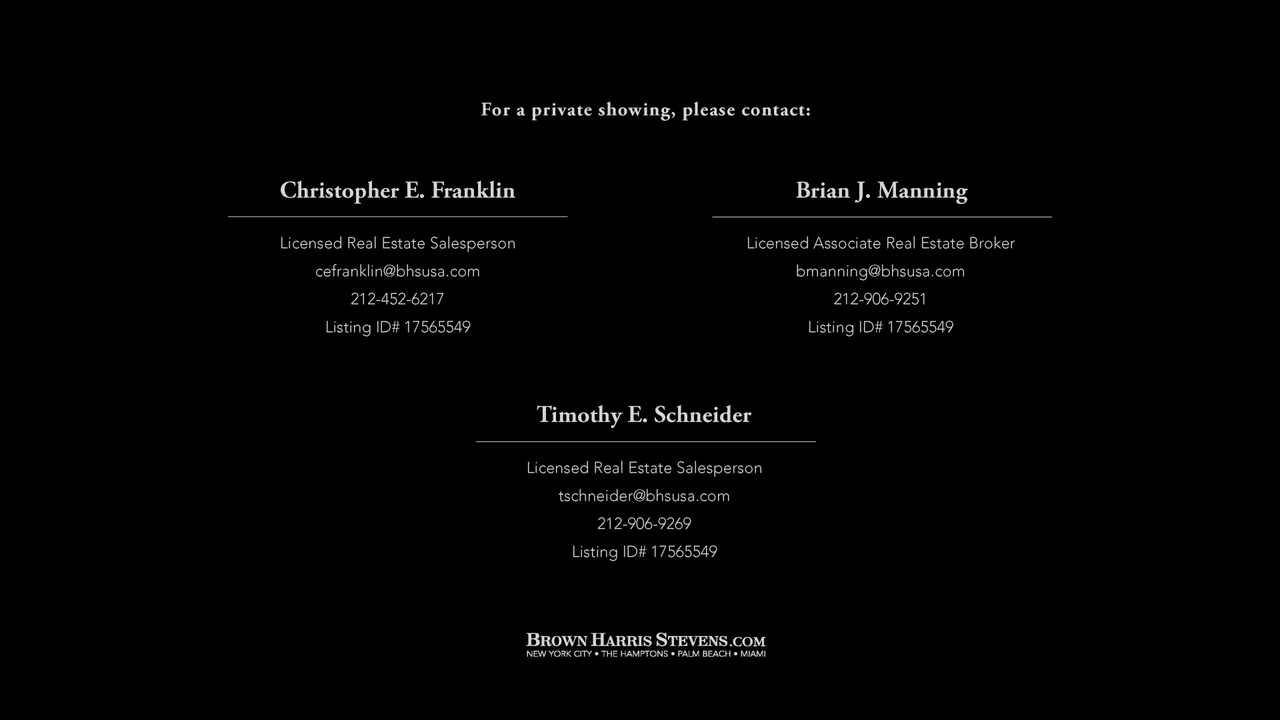 For a private showing, please contact:
Christopher E. Franklin
Licensed Real Estate Salesperson
cefranklin@bhsusa.com
212-452-6217
Listing ID# 17565549
Brian J. Manning
Licensed Associate Real Estate Broker
bmanning@bhsusa.com
212-906-9251
Listing ID# 17565549
Timothy E. Schneider
Licensed Real Estate Salesperson
tschneider@bhsusa.com
212-906-9269
Listing ID# 17565549
BROWN HARRIS STEVENS.COM
NEW YORK CITY • THE HAMPTONS • PALM BEACH • MIAMI